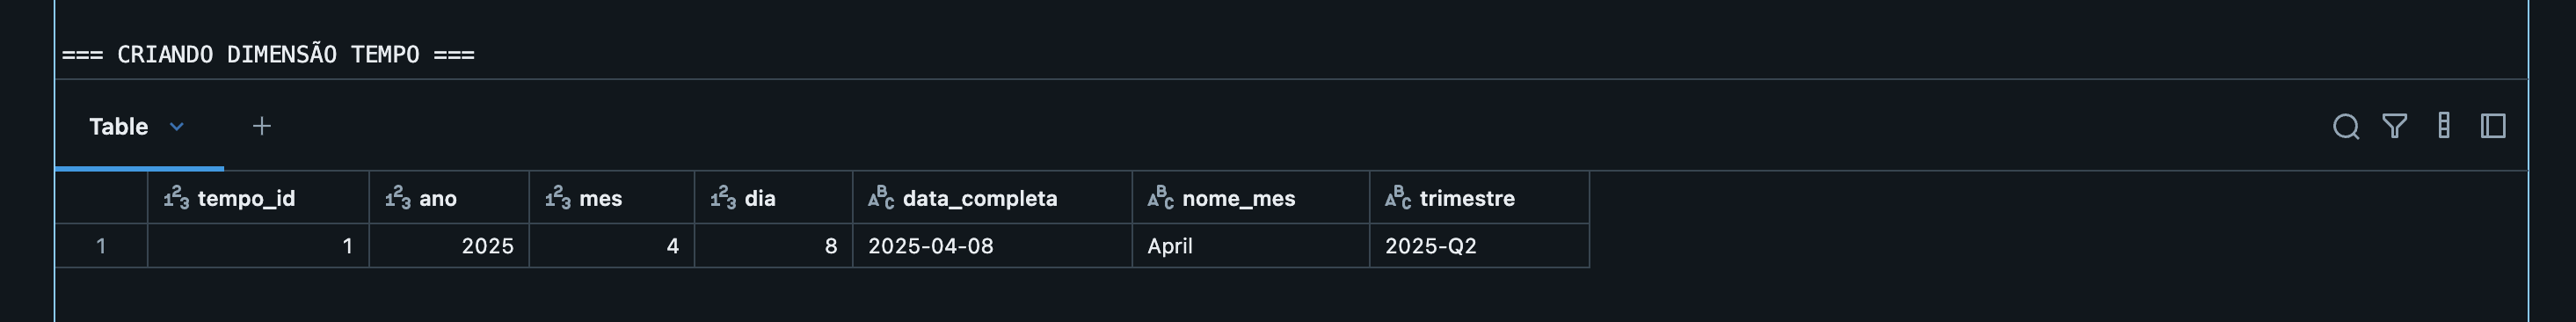 === CRIANDO DIMENSÃO TEMPO ===
Table
tempo_id ano mes dia data_completa nome_mes trimestre
1 1 2025 4 8 2025-04-08 April 2025-Q2